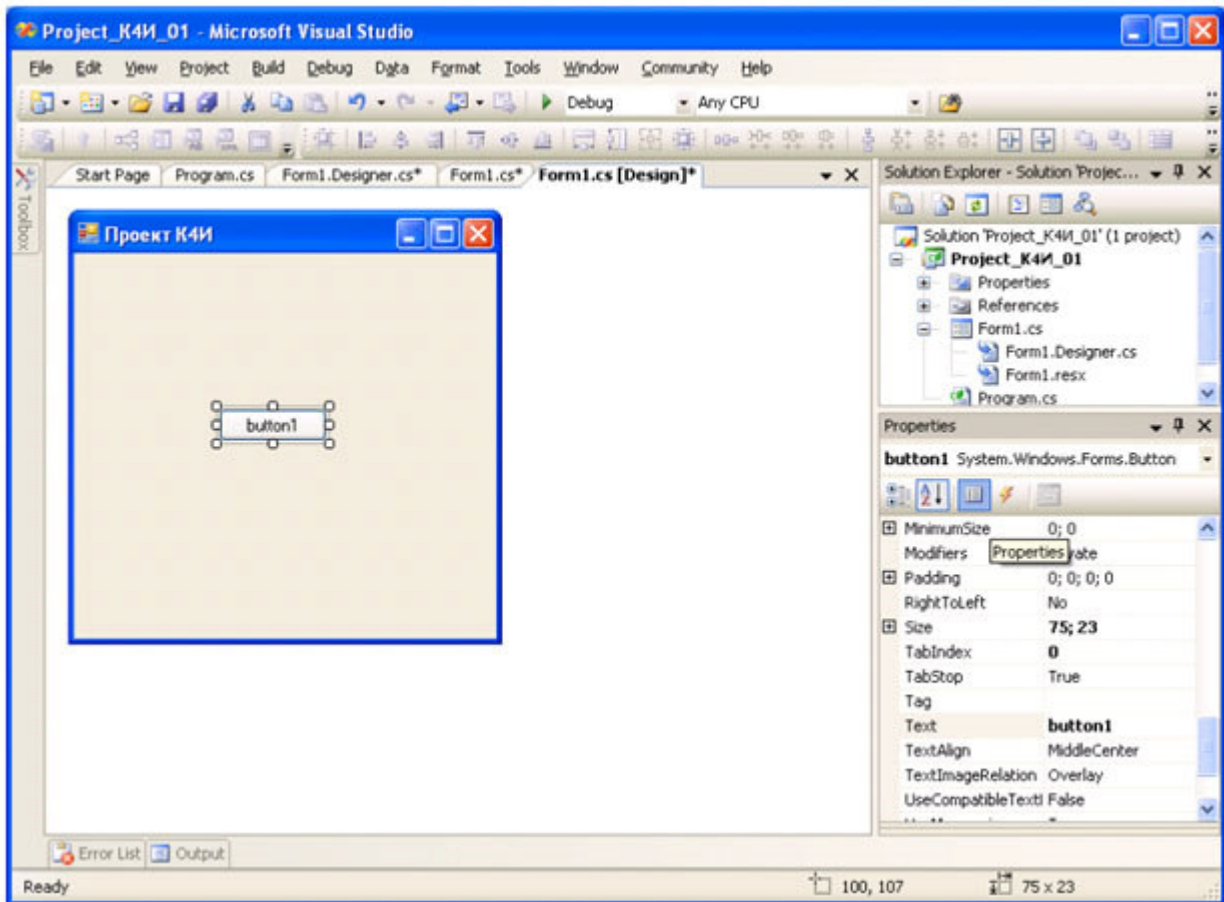 Project_К4И_01 - Microsoft Visual Studio
File Edit View Project Build Debug Data Format Tools Window Community Help
Debug Any CPU
Toolbox
Start Page Program.cs Form1.Designer.cs* Form1.cs* Form1.cs [Design]*
Проект К4И
button1
Solution Explorer - Solution 'Projec...
Solution 'Project_К4И_01' (1 project)
Project_К4И_01
Properties
References
Form1.cs
Form1.Designer.cs
Form1.resx
Program.cs
Properties
button1 System.Windows.Forms.Button
MinimumSize 0; 0
Modifiers
Properties
Padding 0; 0; 0; 0
RightToLeft No
Size 75; 23
TabIndex 0
TabStop True
Tag
Text button1
TextAlign MiddleCenter
TextImageRelation Overlay
UseCompatibleTextI False
Error List Output
Ready 100, 107 75 x 23